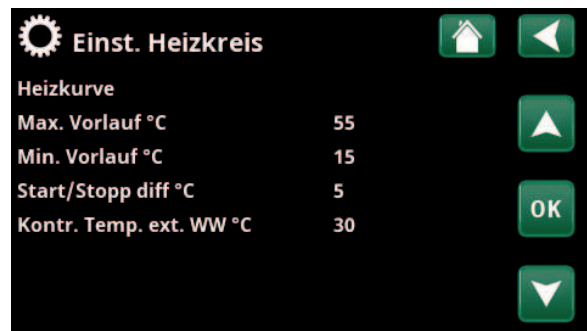 Einst. Heizkreis
Heizkurve
Max. Vorlauf °C 55
Min. Vorlauf °C 15
Start/Stopp diff °C 5
Kontr. Temp. ext. WW °C 30
OK